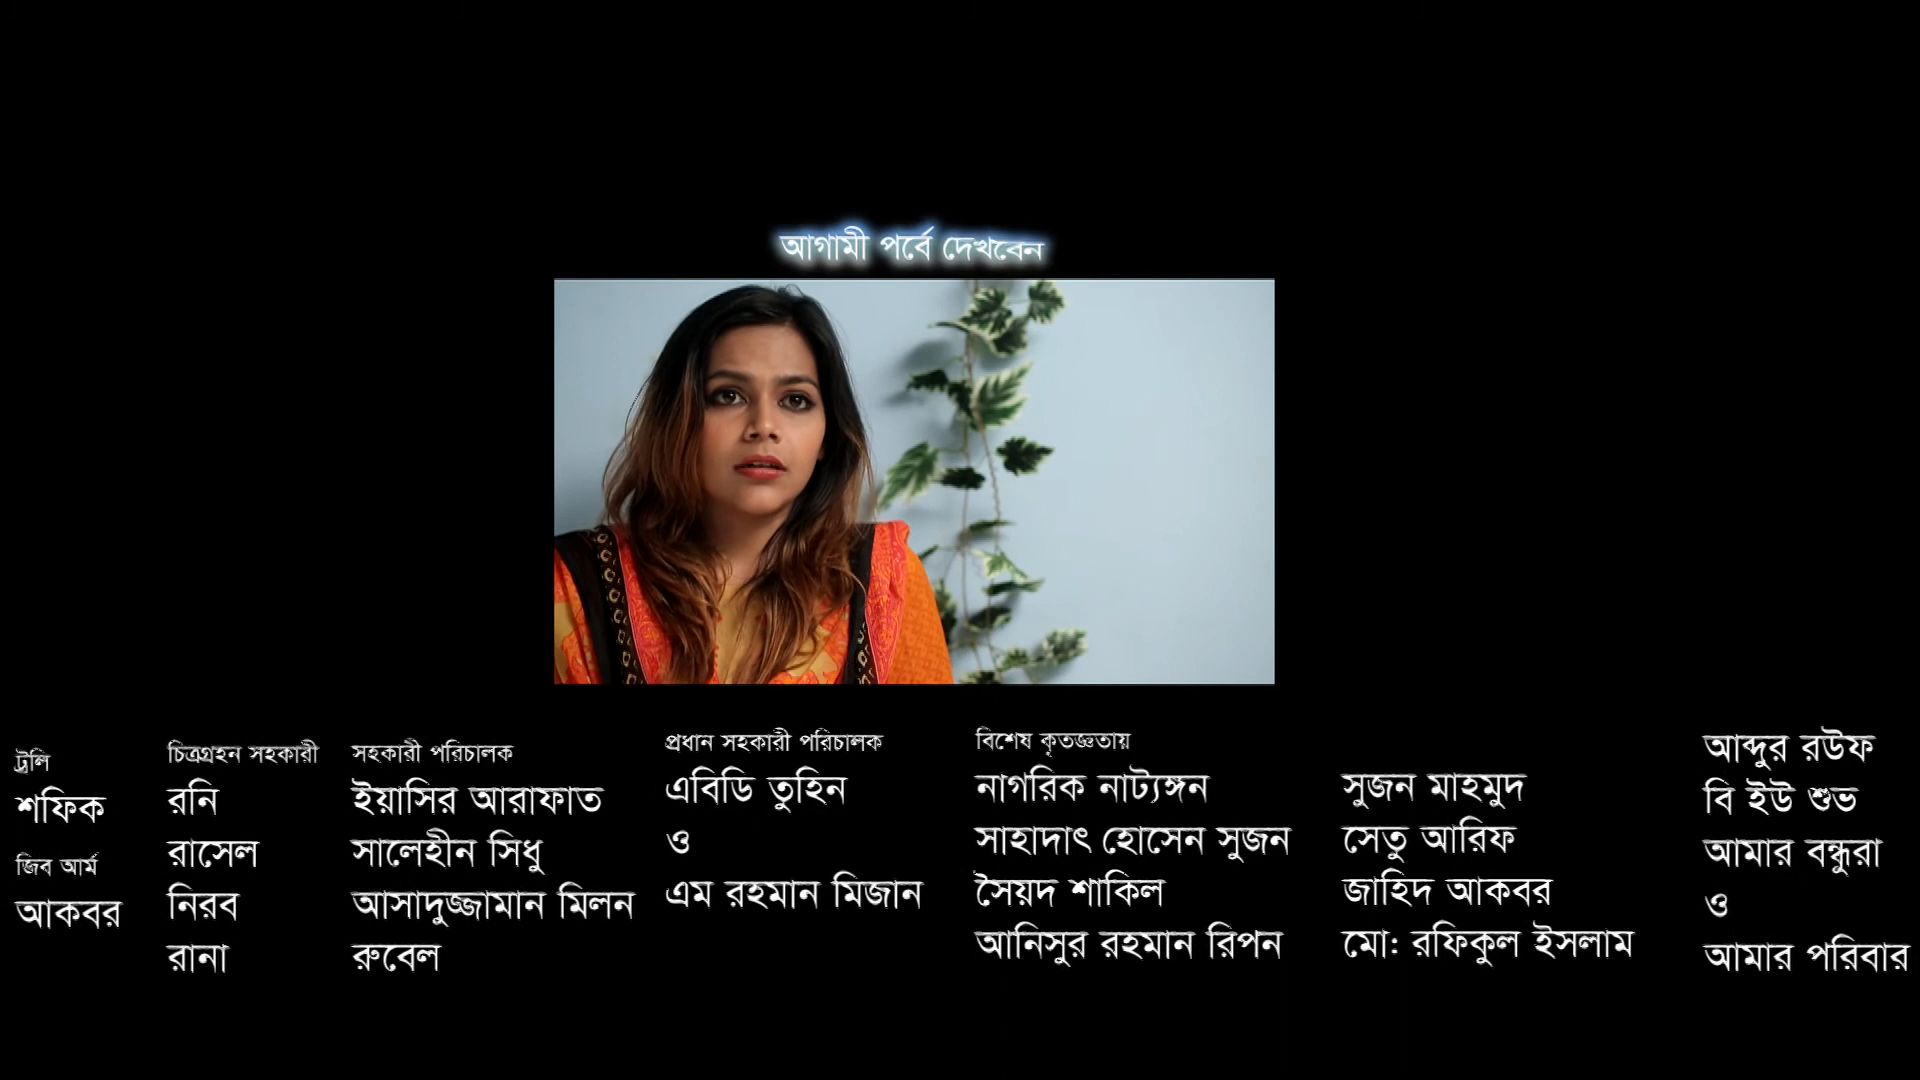 আগামী পর্বে দেখবেন
ট্রলি
শফিক
জিব আর্ম
আকবর
চিত্রগ্রহন সহকারী
রনি
রাসেল
নিরব
রানা
সহকারী পরিচালক
ইয়াসির আরাফাত
সালেহীন সিধু
আসাদুজ্জামান মিলন
রুবেল
প্রধান সহকারী পরিচালক
এবিডি তুহিন
ও
এম রহমান মিজান
বিশেষ কৃতজ্ঞতায়
নাগরিক নাট্যঙ্গন
সাহাদাৎ হোসেন সুজন
সৈয়দ শাকিল
আনিসুর রহমান রিপন
সুজন মাহমুদ
সেতু আরিফ
জাহিদ আকবর
মো: রফিকুল ইসলাম
আব্দুর রউফ
বি ইউ শুভ
আমার বন্ধুরা
ও
আমার পরিবার